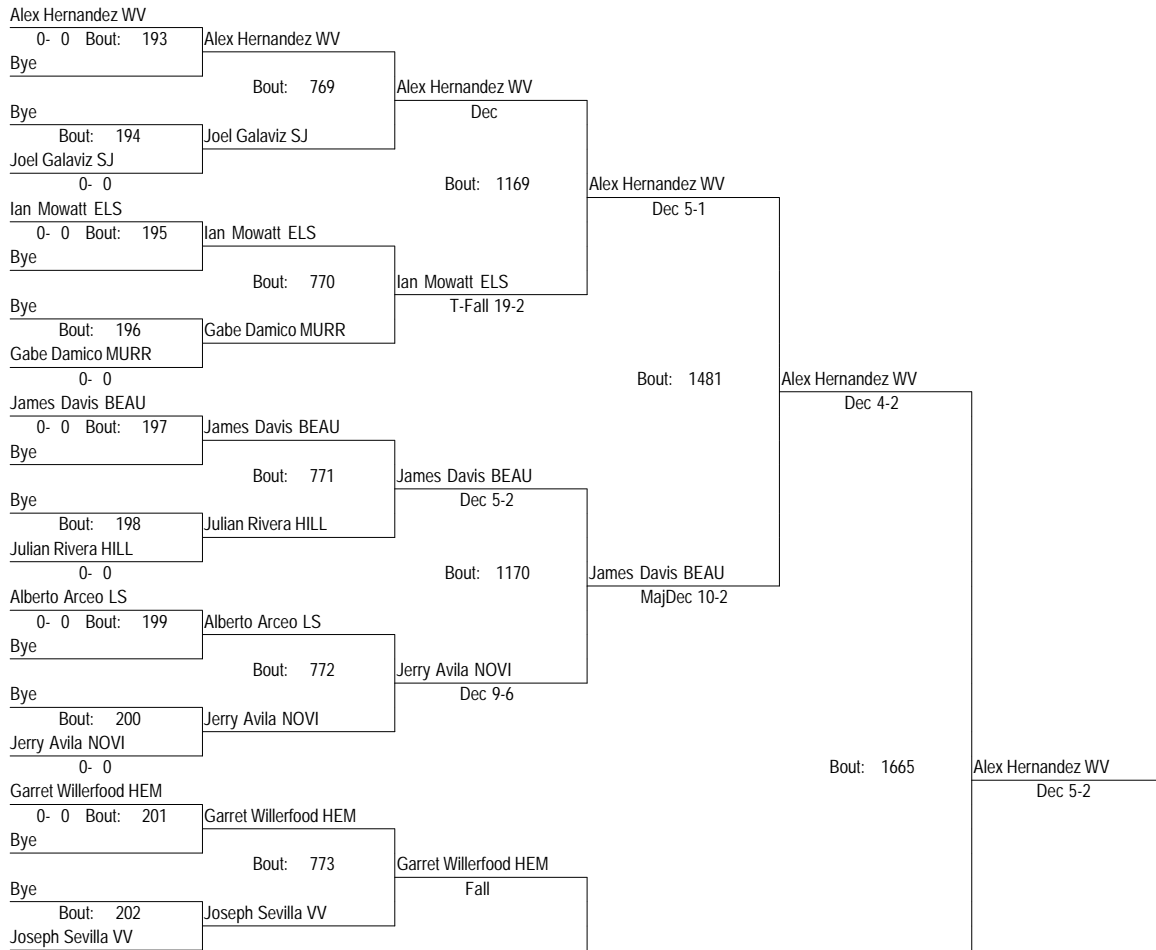 Alex Hernandez WV
0- 0 Bout: 193 Alex Hernandez WV
Bye
Bout: 769 Alex Hernandez WV
Bye Dec
Bout: 194 Joel Galaviz SJ
Joel Galaviz SJ
0- 0 Bout: 1169 Alex Hernandez WV
Ian Mowatt ELS Dec 5-1
0- 0 Bout: 195 Ian Mowatt ELS
Bye
Bout: 770 Ian Mowatt ELS
Bye T-Fall 19-2
Bout: 196 Gabe Damico MURR
Gabe Damico MURR
0- 0 Bout: 1481 Alex Hernandez WV
James Davis BEAU Dec 4-2
0- 0 Bout: 197 James Davis BEAU
Bye
Bout: 771 James Davis BEAU
Bye Dec 5-2
Bout: 198 Julian Rivera HILL
Julian Rivera HILL
0- 0 Bout: 1170 James Davis BEAU
Alberto Arceo LS MajDec 10-2
0- 0 Bout: 199 Alberto Arceo LS
Bye
Bout: 772 Jerry Avila NOVI
Bye Dec 9-6
Bout: 200 Jerry Avila NOVI
Jerry Avila NOVI
0- 0 Bout: 1665 Alex Hernandez WV
Garret Willerfood HEM Dec 5-2
0- 0 Bout: 201 Garret Willerfood HEM
Bye
Bout: 773 Garret Willerfood HEM
Bye Fall
Bout: 202 Joseph Sevilla VV
Joseph Sevilla VV